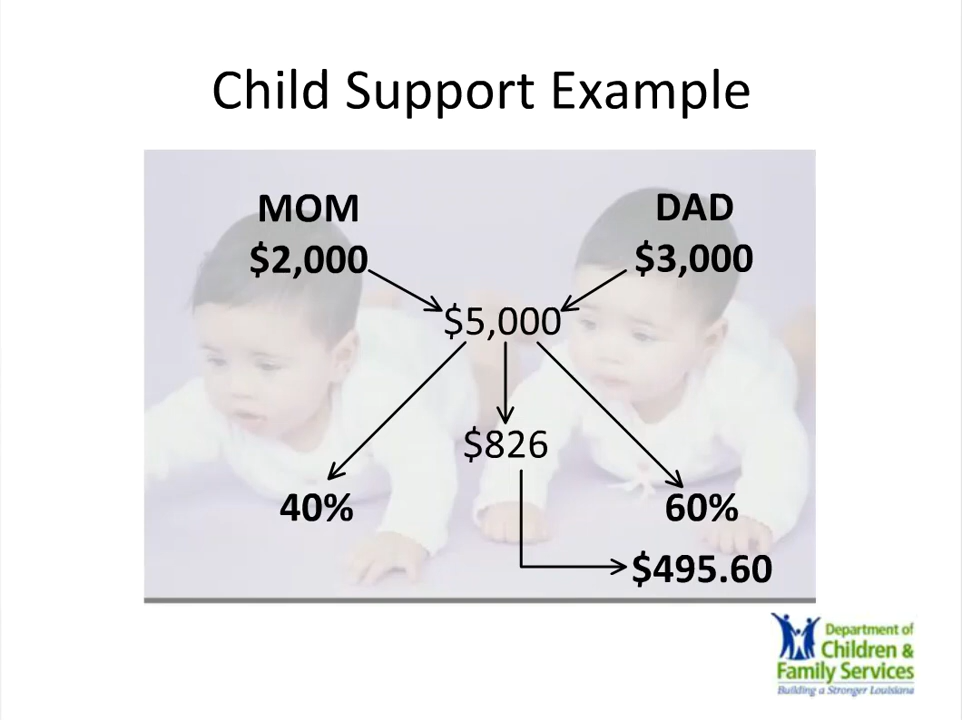 Child Support Example
MOM
$2,000
DAD
$3,000
$5,000
$826
40%
60%
$495.60
Department of
Children &
Family Services
Building a Stronger Louisiana